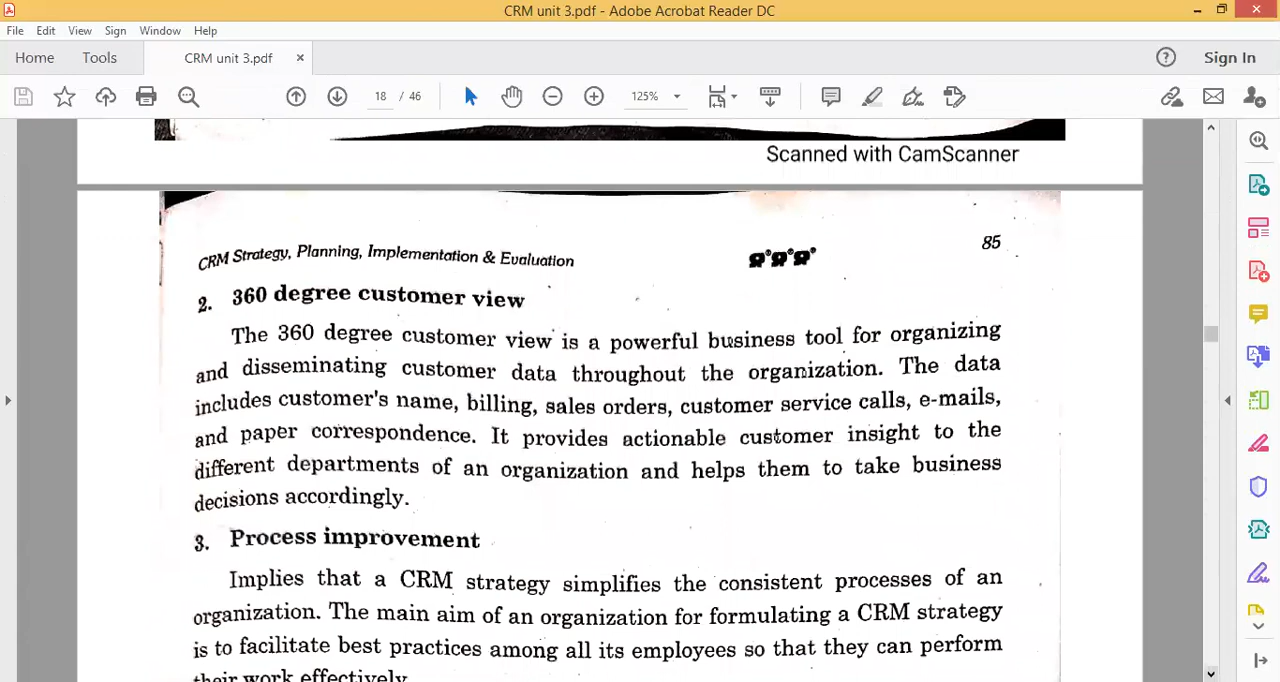 CRM unit 3.pdf - Adobe Acrobat Reader DC
File Edit View Sign Window Help
Home Tools CRM unit 3.pdf × Sign In
18 / 46 125%
Scanned with CamScanner
CRM Strategy, Planning, Implementation & Evaluation 85
2. 360 degree customer view
The 360 degree customer view is a powerful business tool for organizing
and disseminating customer data throughout the organization. The data
includes customer's name, billing, sales orders, customer service calls, e-mails,
and paper correspondence. It provides actionable customer insight to the
different departments of an organization and helps them to take business
decisions accordingly.
3. Process improvement
Implies that a CRM strategy simplifies the consistent processes of an
organization. The main aim of an organization for formulating a CRM strategy
is to facilitate best practices among all its employees so that they can perform
their work effectively.